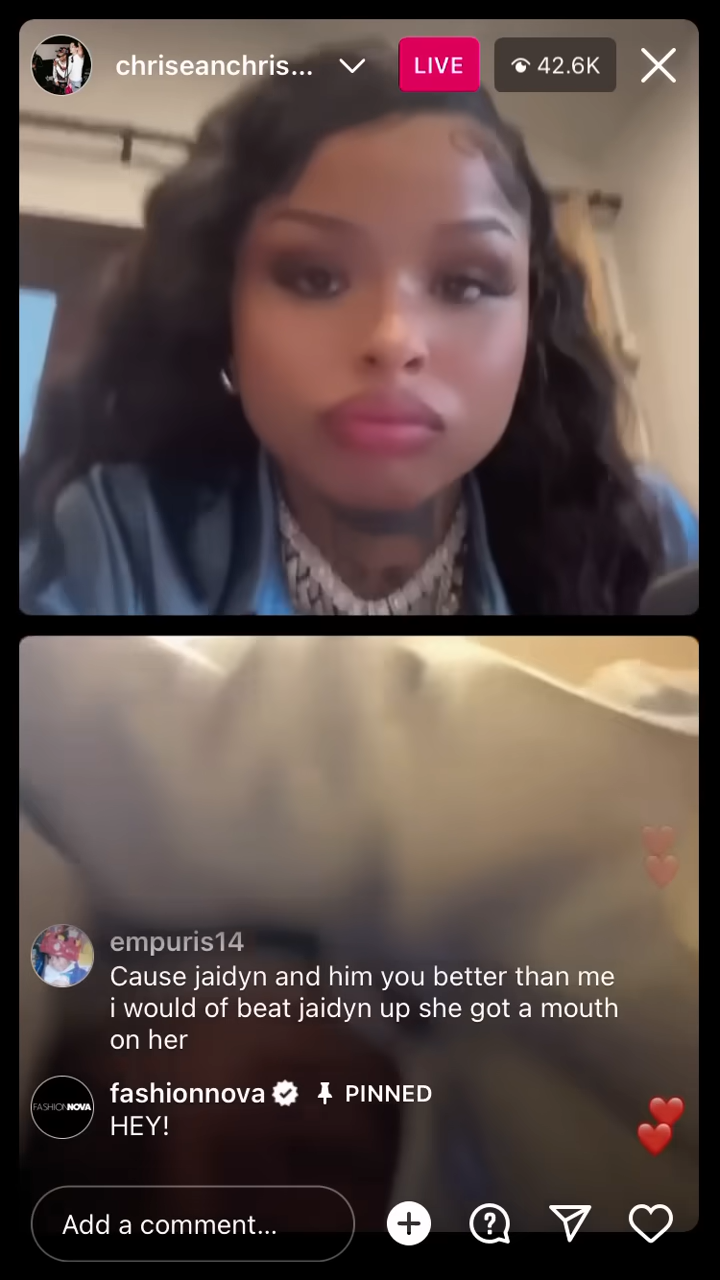 chriseanchris...
LIVE
42.6K
empuris14
Cause jaidyn and him you better than me
i would of beat jaidyn up she got a mouth
on her
FASHIONNOVA
fashionnova PINNED
HEY!
Add a comment...